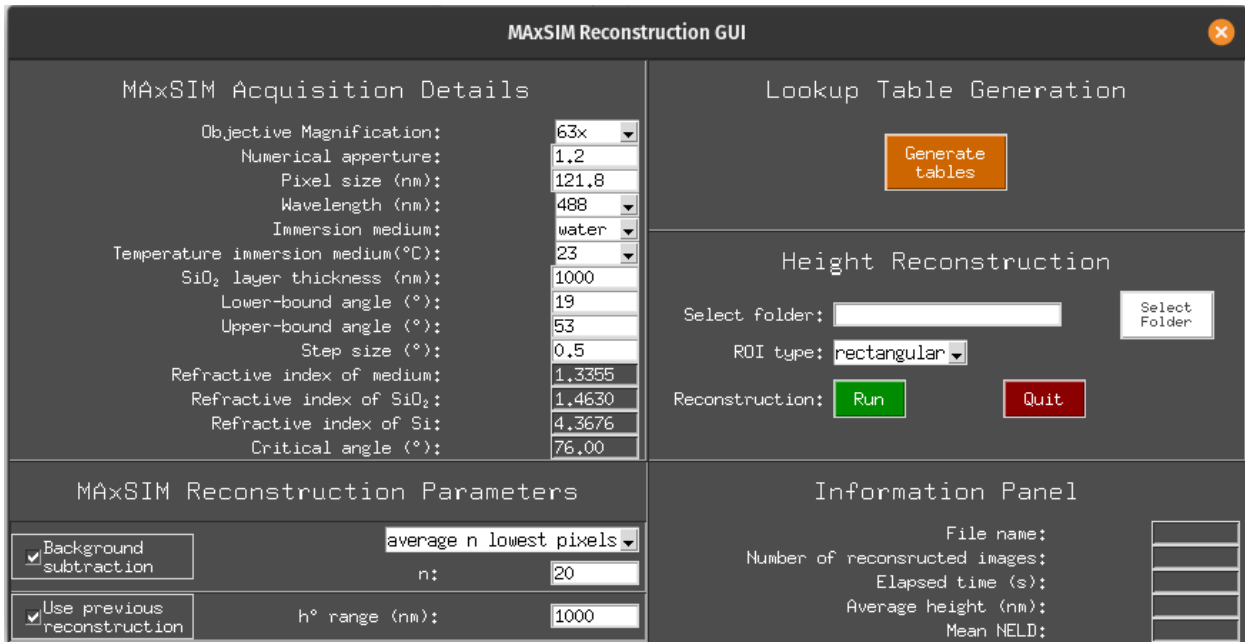 MAxSIM Reconstruction GUI
MAxSIM Acquisition Details
Objective Magnification: 63x
Numerical apperture: 1.2
Pixel size (nm): 121.8
Wavelength (nm): 488
Immersion medium: water
Temperature immersion medium(°C): 23
SiO₂ layer thickness (nm): 1000
Lower-bound angle (°): 19
Upper-bound angle (°): 53
Step size (°): 0.5
Refractive index of medium: 1.3355
Refractive index of SiO₂: 1.4630
Refractive index of Si: 4.3676
Critical angle (°): 76.00
Lookup Table Generation
Generate
tables
Height Reconstruction
Select folder:
Select
Folder
ROI type: rectangular
Reconstruction: Run Quit
MAxSIM Reconstruction Parameters
Background
subtraction
average n lowest pixels
n: 20
Use previous
reconstruction
h° range (nm): 1000
Information Panel
File name:
Number of reconsructed images:
Elapsed time (s):
Average height (nm):
Mean NELD: